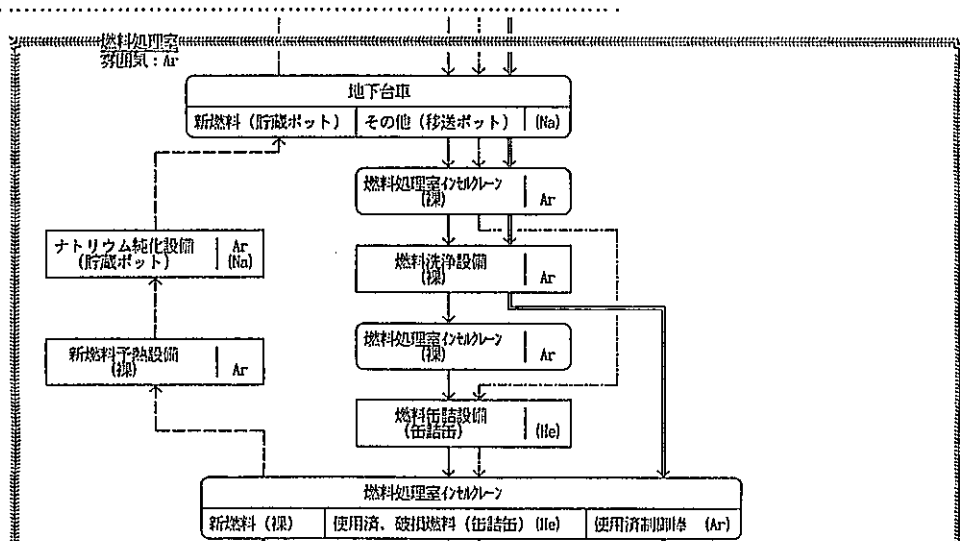 燃料処理室
雰囲気：Ar
地下台車
新燃料（貯蔵ポット） その他（移送ポット） (Na)
燃料処理室インセルクレーン
(裸) Ar
ナトリウム純化設備 Ar
(貯蔵ポット) (Na)
燃料洗浄設備
(裸) Ar
燃料処理室インセルクレーン
(裸) Ar
新燃料予熱設備
(裸) Ar
燃料缶詰設備
(缶詰缶) (He)
燃料処理室インセルクレーン
新燃料（裸） 使用済、破損燃料（缶詰缶）(He) 使用済制御棒 (Ar)